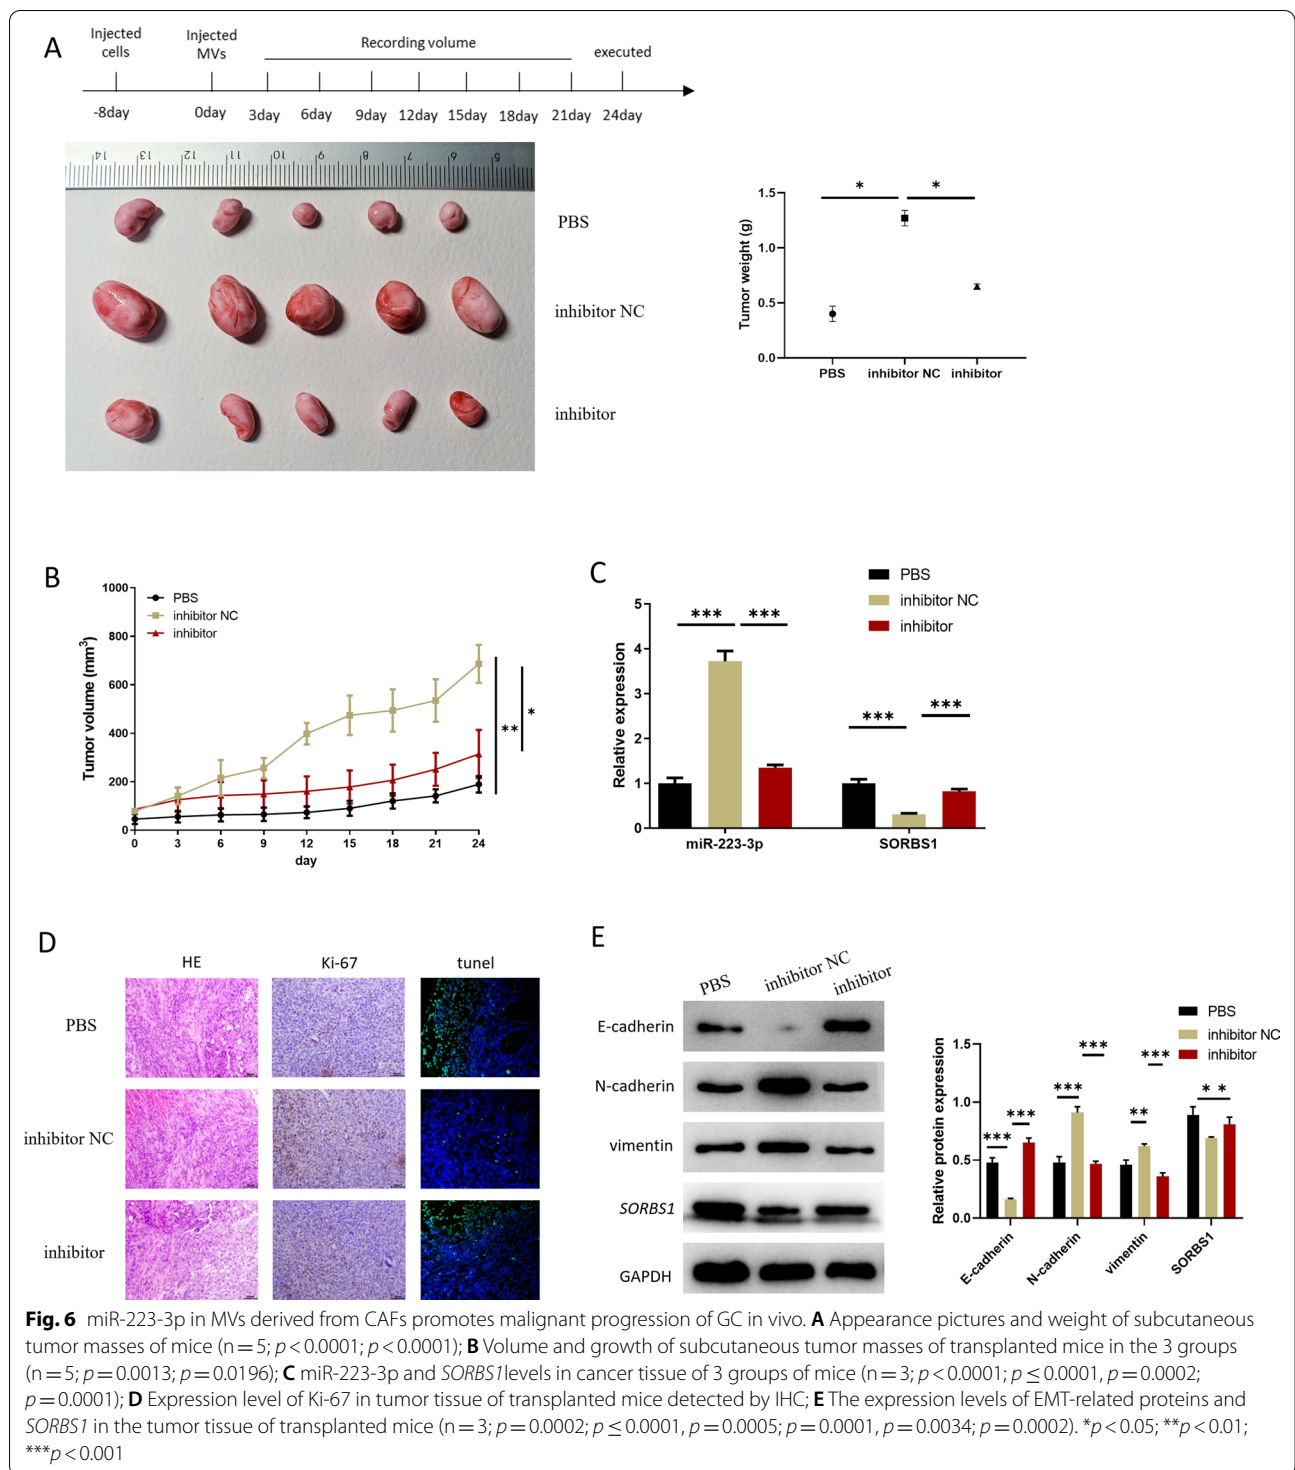 A
Injected
cells
Injected
MVs
Recording volume
executed
-8day 0day 3day 6day 9day 12day 15day 18day 21day 24day
14 13 12 11 10 9 8 7 6 5
PBS
inhibitor NC
inhibitor
Tumor weight (g)
1.5
1.0
0.5
0.0
* *
PBS inhibitor NC inhibitor
B
Tumor volume (mm3)
1000
800
600
400
200
0
PBS
inhibitor NC
inhibitor
** *
0 3 6 9 12 15 18 21 24
day
C
PBS
inhibitor NC
inhibitor
Relative expression
5
4
3
2
1
0
*** ***
*** ***
miR-223-3p SORBS1
D
HE Ki-67 tunel
PBS
inhibitor NC
inhibitor
E
PBS inhibitor NC inhibitor
E-cadherin
N-cadherin
vimentin
SORBS1
GAPDH
PBS
inhibitor NC
inhibitor
Relative protein expression
1.5
1.0
0.5
0.0
*** *** *** *** ** *** **
E-cadherin N-cadherin vimentin SORBS1
Fig. 6 miR-223-3p in MVs derived from CAFs promotes malignant progression of GC in vivo. A Appearance pictures and weight of subcutaneous
tumor masses of mice (n = 5; p < 0.0001; p < 0.0001); B Volume and growth of subcutaneous tumor masses of transplanted mice in the 3 groups
(n = 5; p = 0.0013; p = 0.0196); C miR-223-3p and SORBS1 levels in cancer tissue of 3 groups of mice (n = 3; p < 0.0001; p ≤ 0.0001, p = 0.0002;
p = 0.0001); D Expression level of Ki-67 in tumor tissue of transplanted mice detected by IHC; E The expression levels of EMT-related proteins and
SORBS1 in the tumor tissue of transplanted mice (n = 3; p = 0.0002; p ≤ 0.0001, p = 0.0005; p = 0.0001, p = 0.0034; p = 0.0002). *p < 0.05; **p < 0.01;
***p < 0.001